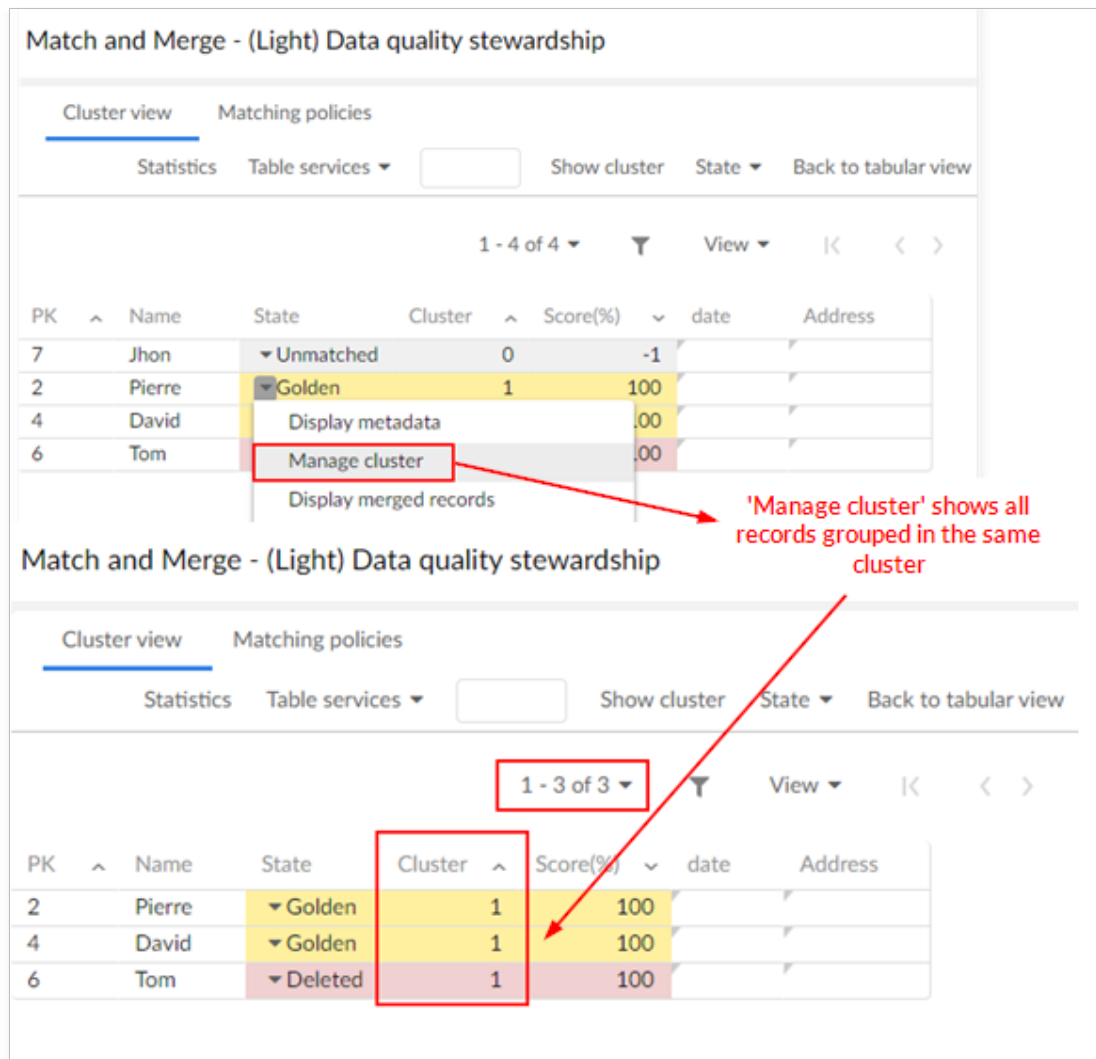 Match and Merge - (Light) Data quality stewardship
Cluster view Matching policies
Statistics Table services Show cluster State Back to tabular view
1 - 4 of 4 View
PK Name State Cluster Score(%) date Address
7 Jhon Unmatched 0 -1
2 Pierre Golden 1 100
4 David .00
6 Tom .00
Display metadata
Manage cluster
Display merged records
'Manage cluster' shows all
records grouped in the same
cluster
Match and Merge - (Light) Data quality stewardship
Cluster view Matching policies
Statistics Table services Show cluster State Back to tabular view
1 - 3 of 3 View
PK Name State Cluster Score(%) date Address
2 Pierre Golden 1 100
4 David Golden 1 100
6 Tom Deleted 1 100